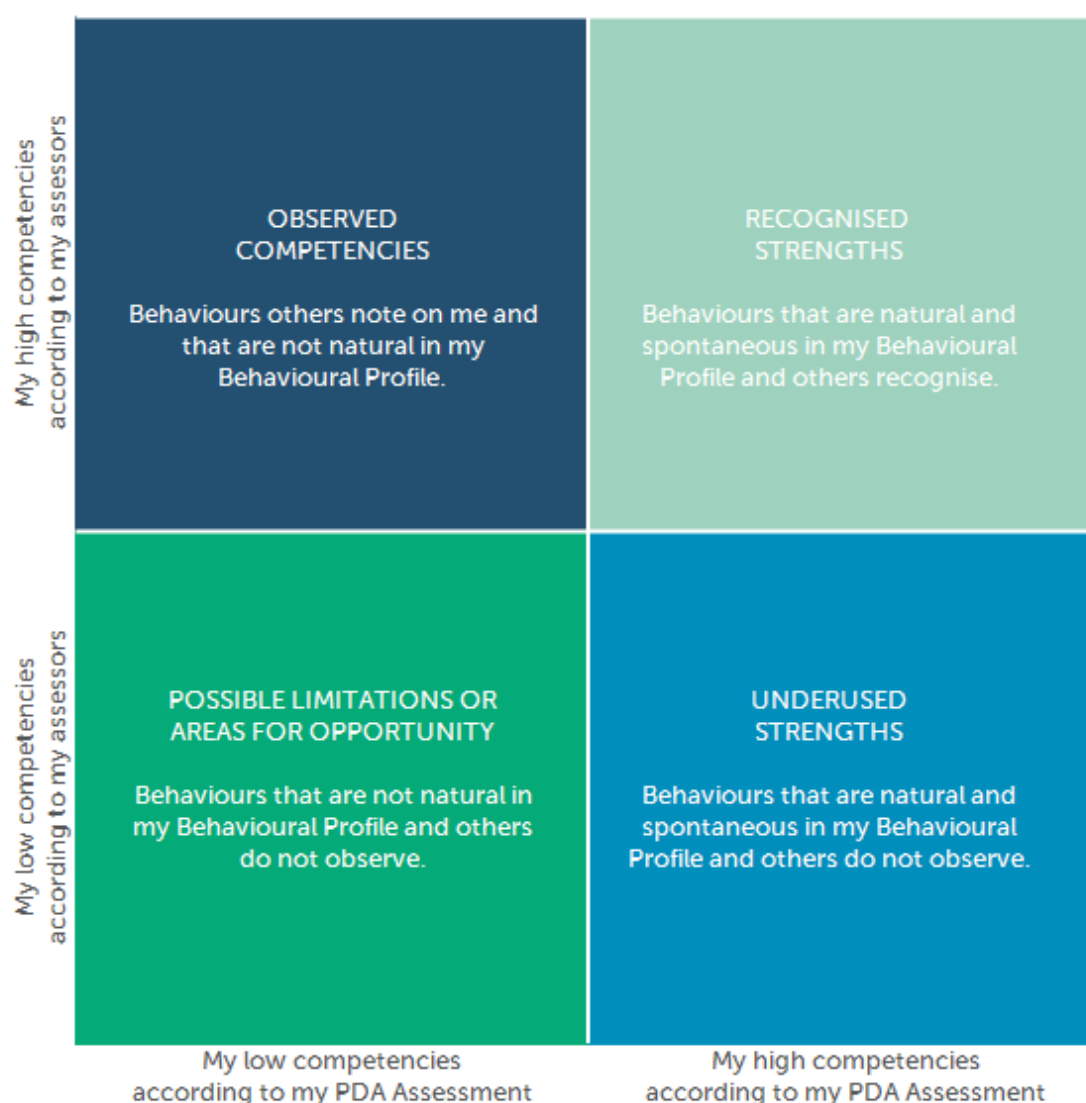 My high competencies
according to my assessors
OBSERVED
COMPETENCIES
Behaviours others note on me and
that are not natural in my
Behavioural Profile.
RECOGNISED
STRENGTHS
Behaviours that are natural and
spontaneous in my Behavioural
Profile and others recognise.
My low competencies
according to my assessors
POSSIBLE LIMITATIONS OR
AREAS FOR OPPORTUNITY
Behaviours that are not natural in
my Behavioural Profile and others
do not observe.
UNDERUSED
STRENGTHS
Behaviours that are natural and
spontaneous in my Behavioural
Profile and others do not observe.
My low competencies
according to my PDA Assessment
My high competencies
according to my PDA Assessment